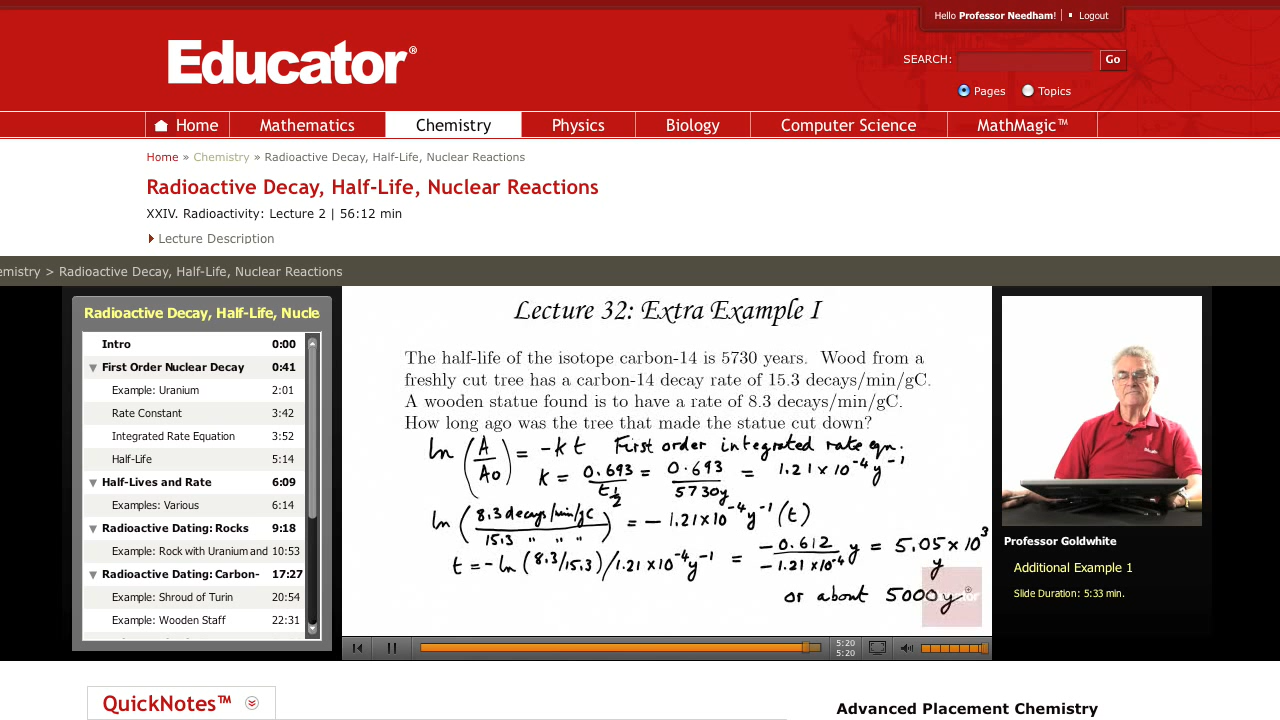 Hello Professor Needham! Logout
Educator®
SEARCH: Go
Pages Topics
Home Mathematics Chemistry Physics Biology Computer Science MathMagic™
Home » Chemistry » Radioactive Decay, Half-Life, Nuclear Reactions
Radioactive Decay, Half-Life, Nuclear Reactions
XXIV. Radioactivity: Lecture 2 | 56:12 min
Lecture Description
emistry > Radioactive Decay, Half-Life, Nuclear Reactions
Radioactive Decay, Half-Life, Nucle
Intro 0:00
First Order Nuclear Decay 0:41
Example: Uranium 2:01
Rate Constant 3:42
Integrated Rate Equation 3:52
Half-Life 5:14
Half-Lives and Rate 6:09
Examples: Various 6:14
Radioactive Dating: Rocks 9:18
Example: Rock with Uranium and 10:53
Radioactive Dating: Carbon- 17:27
Example: Shroud of Turin 20:54
Example: Wooden Staff 22:31
Lecture 32: Extra Example I
The half-life of the isotope carbon-14 is 5730 years. Wood from a
freshly cut tree has a carbon-14 decay rate of 15.3 decays/min/gC.
A wooden statue found is to have a rate of 8.3 decays/min/gC.
How long ago was the tree that made the statue cut down?
ln (A/A0) = -kt First order integrated rate eqn.
k = 0.693/t½ = 0.693/5730y = 1.21 x 10⁻⁴ y⁻¹
ln (8.3 decays/min/gC / 15.3 " " ") = - 1.21 x 10⁻⁴ y⁻¹ (t)
t = - ln (8.3/15.3)/1.21 x 10⁻⁴ y⁻¹ = -0.612/-1.21 x 10⁻⁴ y = 5.05 x 10³ y
or about 5000 y
5:20
5:20
Professor Goldwhite
Additional Example 1
Slide Duration: 5:33 min.
QuickNotes™
Advanced Placement Chemistry